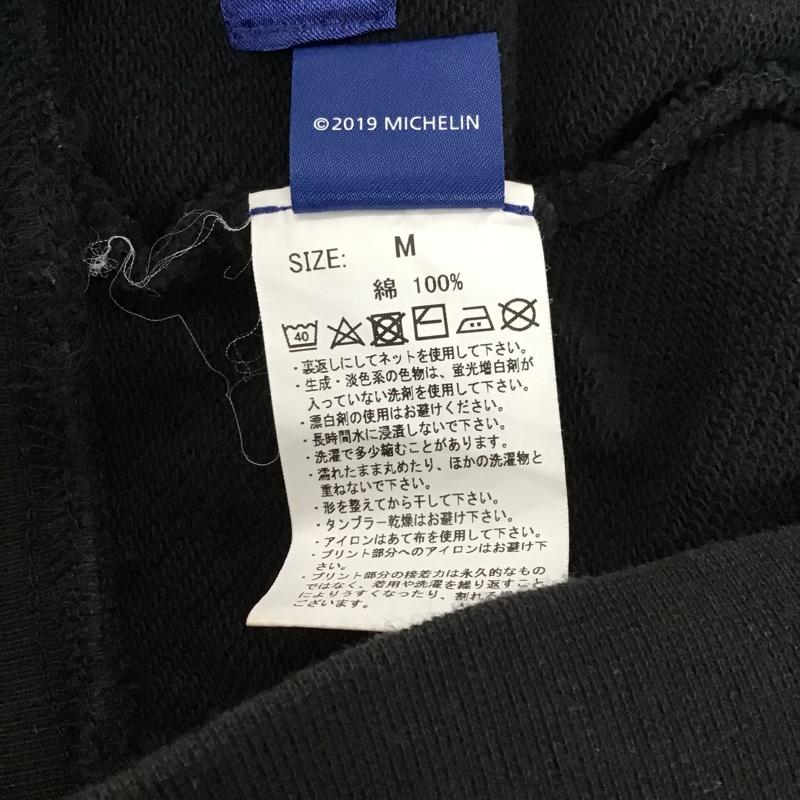 ©2019 MICHELIN
SIZE: M
綿 100%
40
・裏返しにしてネットを使用して下さい。
・生成・淡色系の色物は、蛍光増白剤が
入っていない洗剤を使用して下さい。
・漂白剤の使用はお避けください。
・長時間水に浸漬しないで下さい。
・洗濯で多少縮むことがあります。
・濡れたまま丸めたり、ほかの洗濯物と
重ねないで下さい。
・形を整えてから干して下さい。
・タンブラー乾燥はお避け下さい。
・アイロンはあて布を使用して下さい。
・プリント部分へのアイロンはお避け下
さい。
・プリント部分の接着力は永久的なもの
ではなく、着用や洗濯を繰り返すこと
によりうすくなったり、割れる
ございます。